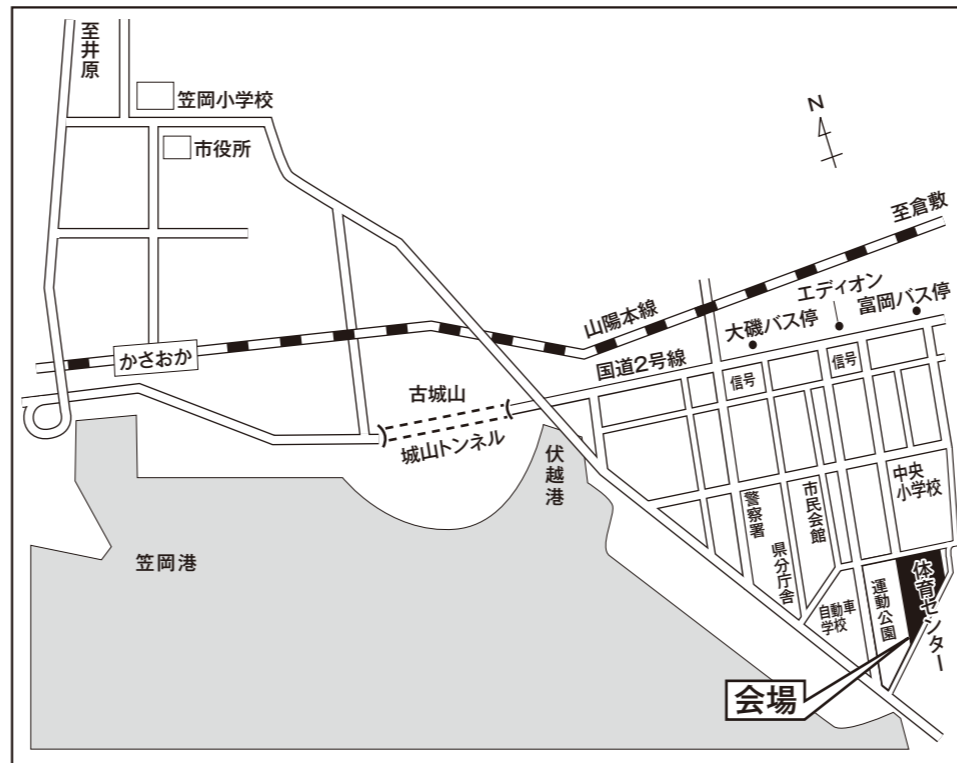 至井原
笠岡小学校
市役所
N
至倉敷
エディオン
富岡バス停
大磯バス停
山陽本線
国道2号線
かさおか
信号
信号
古城山
城山トンネル
伏越港
中央
小学校
市民会館
警察署
県分庁舎
笠岡港
体育センター
運動公園
自動車
学校
会場